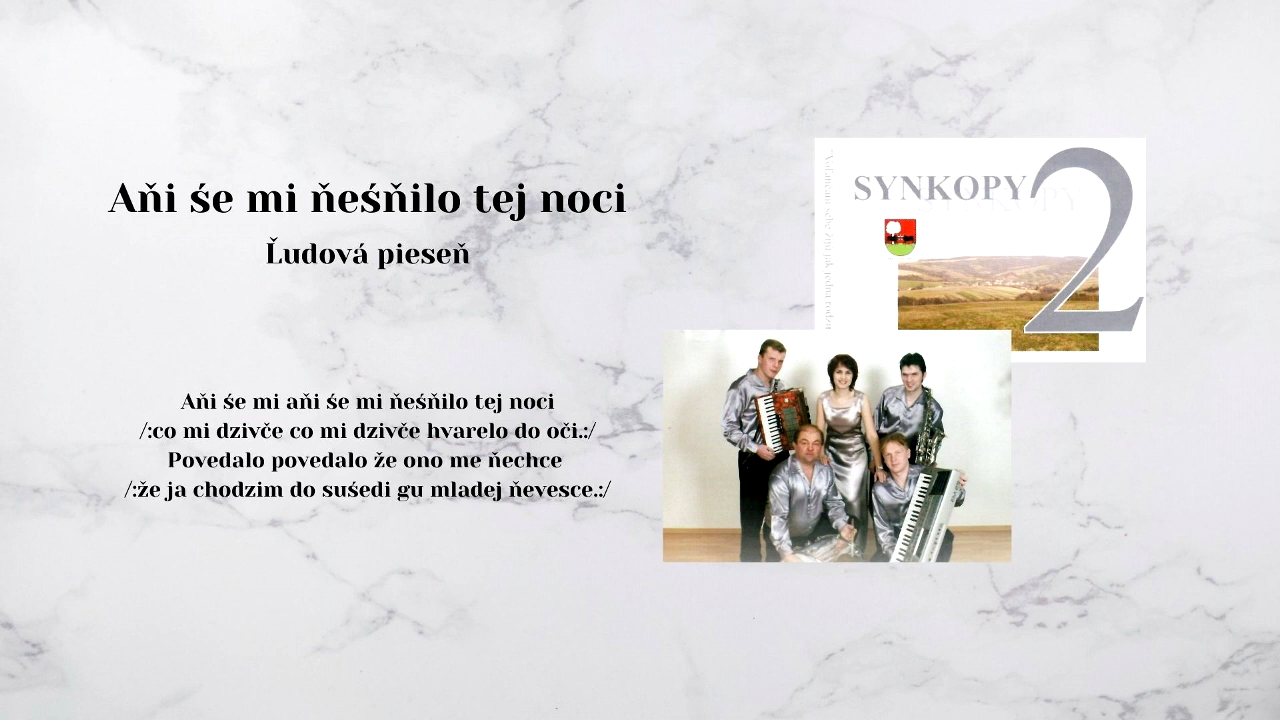 Aňi śe mi ňeśňilo tej noci
Ľudová pieseň
Aňi śe mi aňi śe mi ňeśňilo tej noci
/:co mi dzivče co mi dzivče hvarelo do oči.:/
Povedalo povedalo že ono me ňechce
/:že ja chodzim do suśedi gu mladej ňevesce.:/
SYNKOPY
2